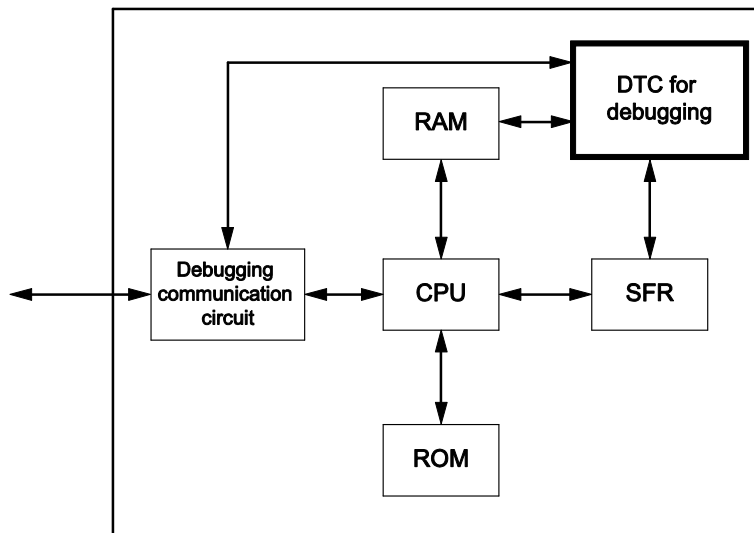 DTC for
debugging
RAM
Debugging
communication
circuit
CPU
SFR
ROM